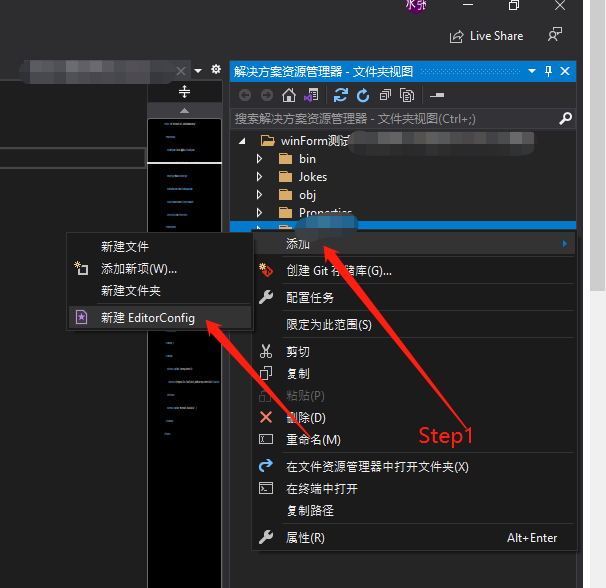 水张
Live Share
解决方案资源管理器 - 文件夹视图
搜索解决方案资源管理器 - 文件夹视图(Ctrl+;)
winForm测试
bin
Jokes
obj
Properties
添加
新建文件
添加新项(W)...
新建文件夹
新建 EditorConfig
创建 Git 存储库(G)...
配置任务
限定为此范围(S)
剪切
复制
粘贴(P)
删除(D)
重命名(M)
Step1
在文件资源管理器中打开文件夹(X)
在终端中打开
复制路径
属性(R) Alt+Enter